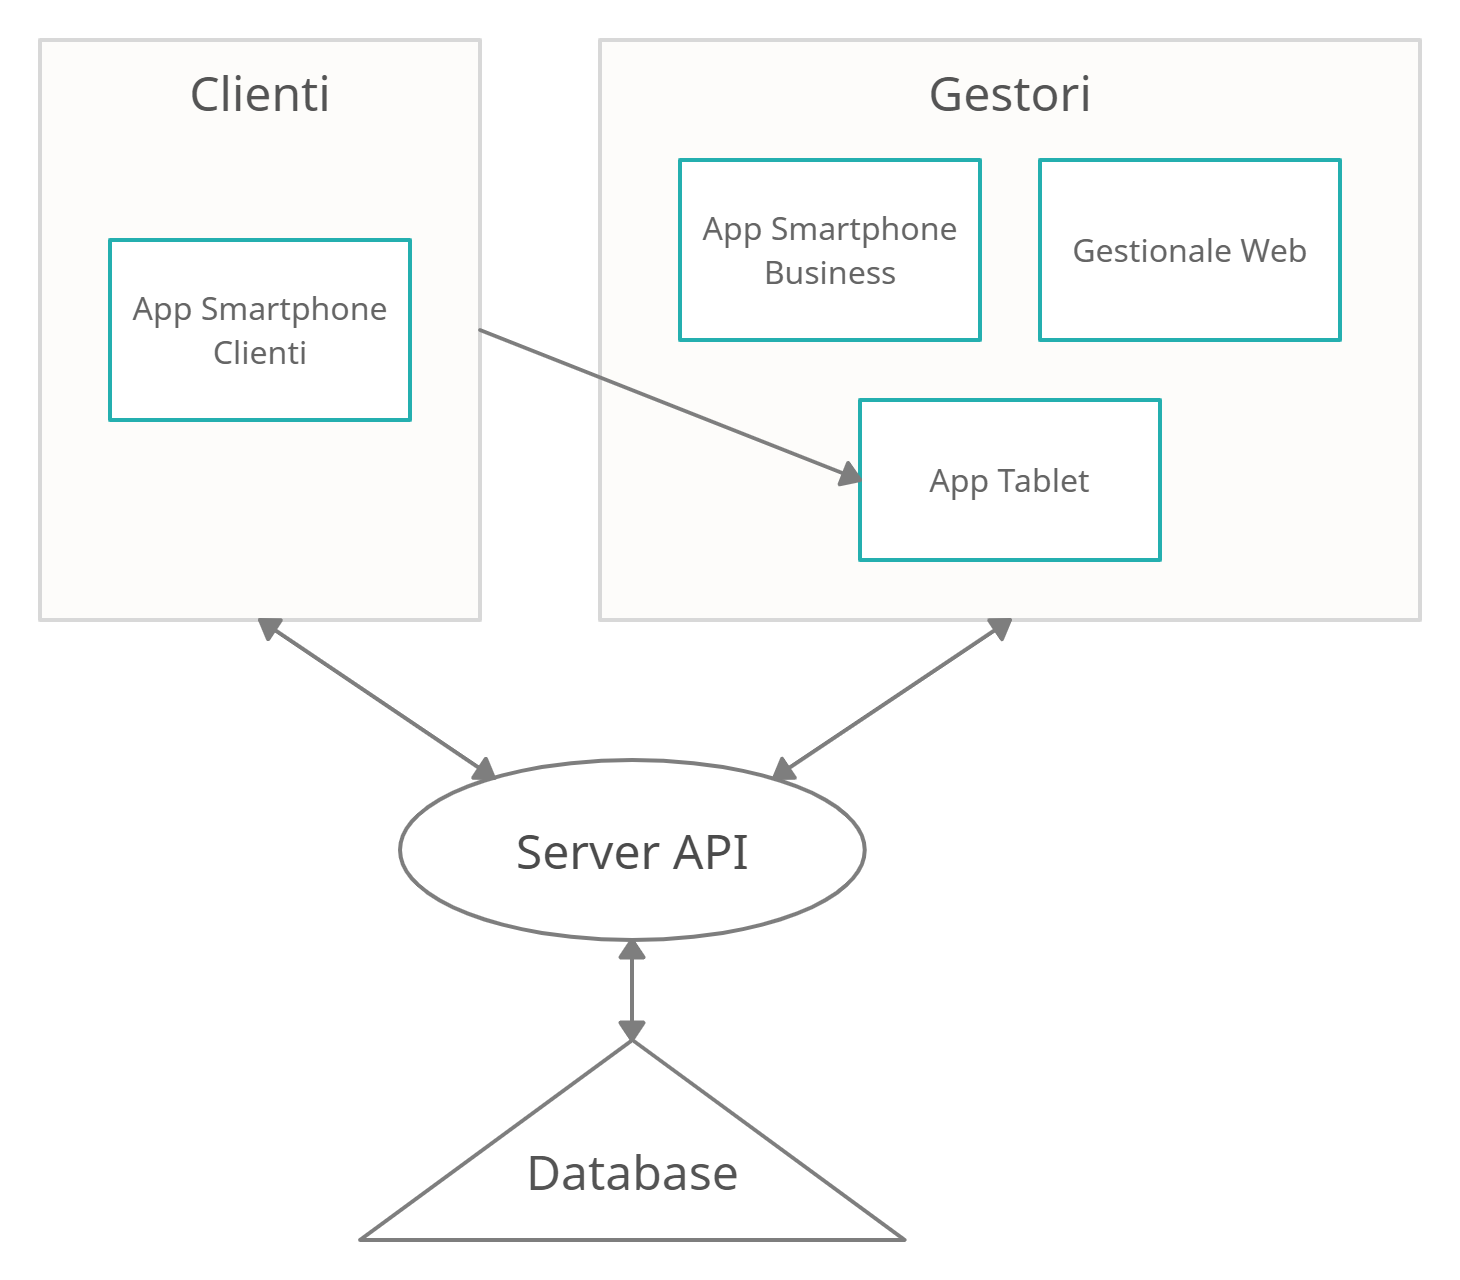 Clienti
App Smartphone
Clienti
Gestori
App Smartphone
Business
Gestionale Web
App Tablet
Server API
Database